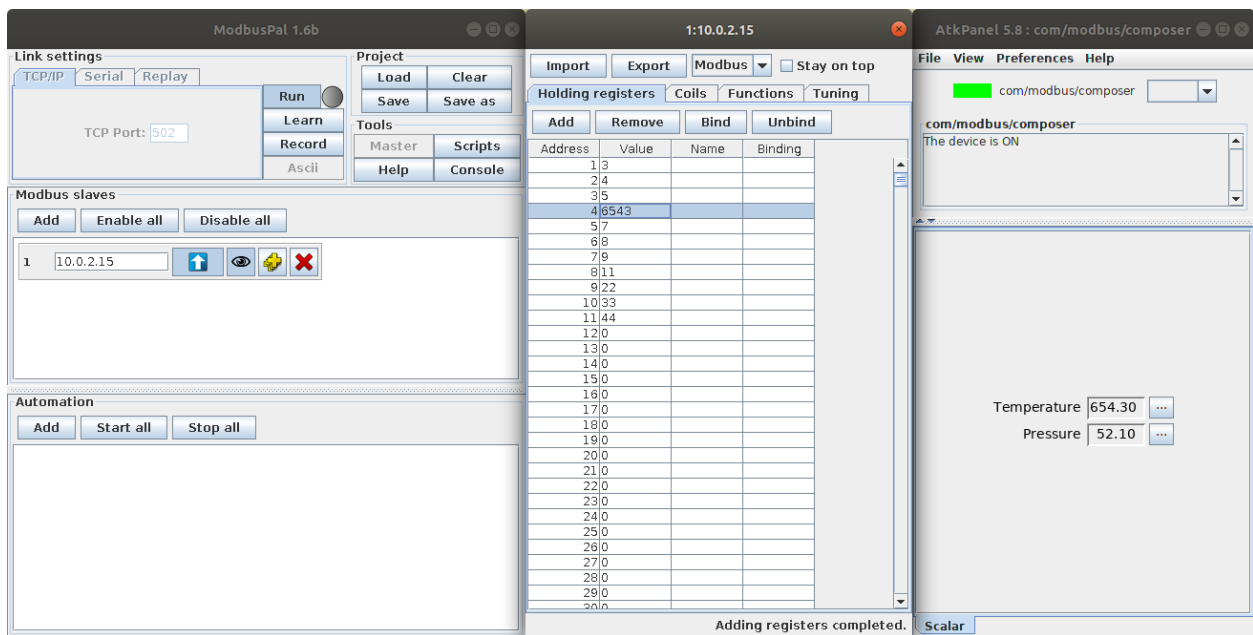 ModbusPal 1.6b
Link settings
TCP/IP Serial Replay
TCP Port: 502
Run
Learn
Record
Ascii
Project
Load Clear
Save Save as
Tools
Master Scripts
Help Console
Modbus slaves
Add Enable all Disable all
1 10.0.2.15
Automation
Add Start all Stop all
1:10.0.2.15
Import Export Modbus Stay on top
Holding registers Coils Functions Tuning
Add Remove Bind Unbind
Address Value Name Binding
1 3
2 4
3 5
4 6543
5 7
6 8
7 9
8 11
9 22
10 33
11 44
12 0
13 0
14 0
15 0
16 0
17 0
18 0
19 0
20 0
21 0
22 0
23 0
24 0
25 0
26 0
27 0
28 0
29 0
30 0
Adding registers completed.
AtkPanel 5.8 : com/modbus/composer
File View Preferences Help
com/modbus/composer
com/modbus/composer
The device is ON
Temperature 654.30 ...
Pressure 52.10 ...
Scalar